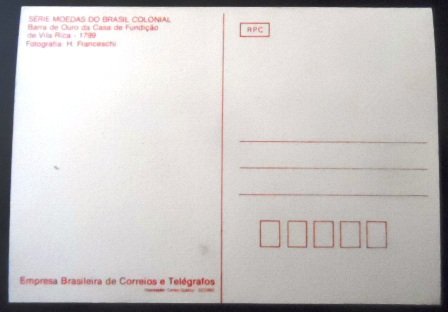 SÉRIE MOEDAS DO BRASIL COLONIAL
Barra de Ouro da Casa de Fundição
de Vila-Rica - 1799
Fotografia H. Franceschi
RPC
Empresa Brasileira de Correios e Telégrafos